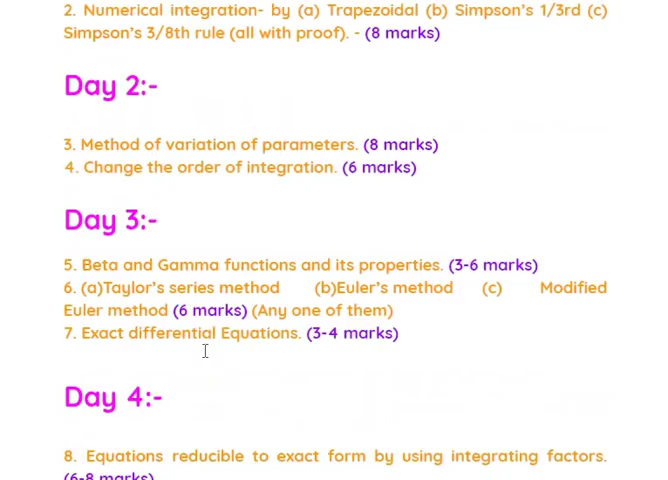 2. Numerical integration- by (a) Trapezoidal (b) Simpson's 1/3rd (c)
Simpson's 3/8th rule (all with proof). - (8 marks)
Day 2:-
3. Method of variation of parameters. (8 marks)
4. Change the order of integration. (6 marks)
Day 3:-
5. Beta and Gamma functions and its properties. (3-6 marks)
6. (a)Taylor's series method (b)Euler's method (c) Modified
Euler method (6 marks) (Any one of them)
7. Exact differential Equations. (3-4 marks)
Day 4:-
8. Equations reducible to exact form by using integrating factors.
(6-8 marks)